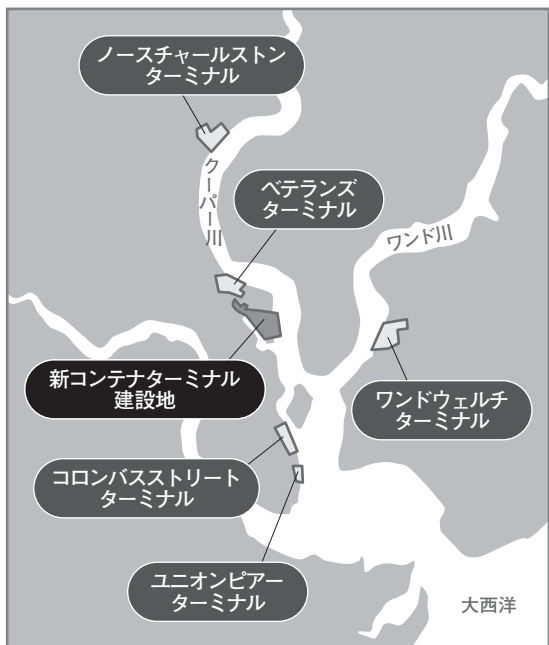 ノースチャールストン
ターミナル
クーパー川
ベテランズ
ターミナル
ワンド川
新コンテナターミナル
建設地
ワンドウェルチ
ターミナル
コロンバスストリート
ターミナル
ユニオンピアー
ターミナル
大西洋